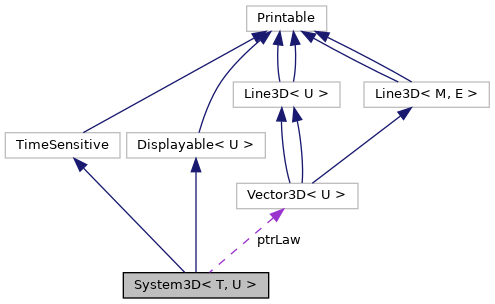 Printable
Line3D< U >
Line3D< M, E >
TimeSensitive
Displayable< U >
Vector3D< U >
ptrLaw
System3D< T, U >